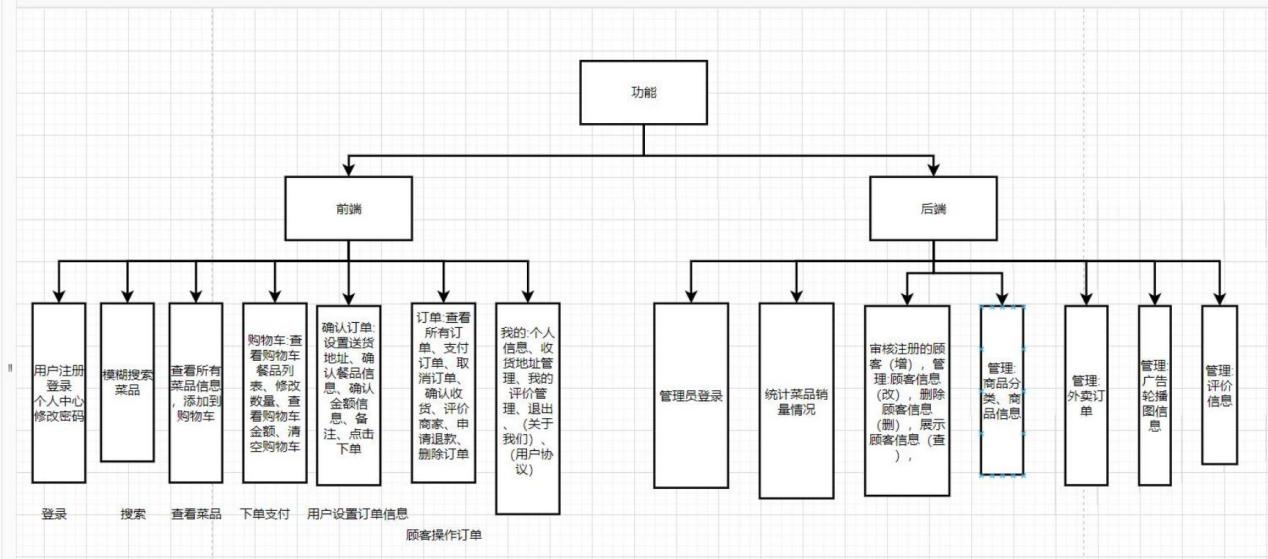 功能
前端
后端
用户注册
登录
个人中心
修改密码
模糊搜索
菜品
查看所有
菜品信息
，添加到
购物车
购物车:查
看购物车
餐品列
表、修改
数量、查
看购物车
金额、清
空购物车
确认订单:
设置送货
地址、确
认餐品信
息、确认
金额信
息、备
注、点击
下单
订单:查看
所有订
单、支付
订单、取
消订单、
确认收
货、评价
商家、申
请退款、
删除订单
我的:个人
信息、收
货地址管
理、我的
评价管
理、退出
、（关于
我们）、
（用户协
议）
管理员登录
统计菜品销
量情况
审核注册的顾
客（增），管
理:顾客信息
（改），删除
顾客信息
（删），展示
顾客信息（查
），
管理:
商品分
类、商
品信息
管理:
外卖订
单
管理:
广告
轮播
图信
息
管理:
评价
信息
登录
搜索
查看菜品
下单支付
用户设置订单信息
顾客操作订单